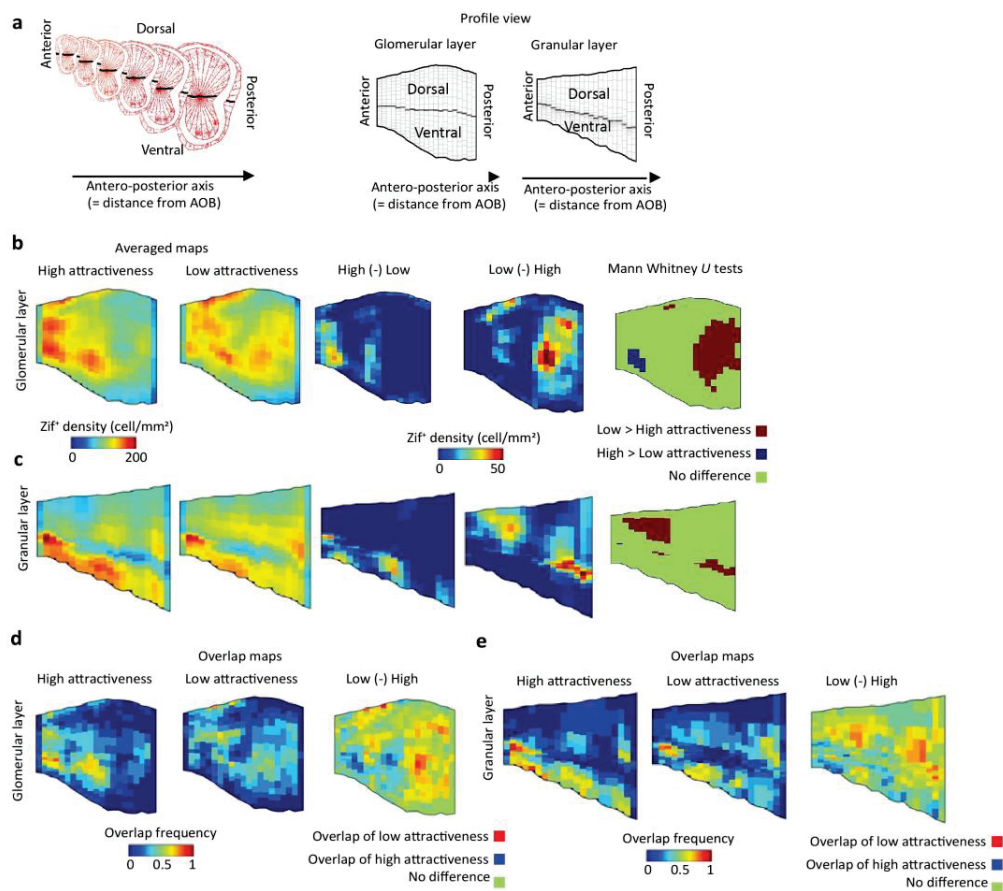 a
Profile view
Dorsal
Anterior
Posterior
Ventral
Antero-posterior axis
(= distance from AOB)
Glomerular layer
Granular layer
Anterior
Dorsal
Ventral
Posterior
Anterior
Dorsal
Ventral
Posterior
Antero-posterior axis
(= distance from AOB)
Antero-posterior axis
(= distance from AOB)
b
Averaged maps
High attractiveness
Low attractiveness
High (-) Low
Low (-) High
Mann Whitney U tests
Glomerular layer
Zif⁺ density (cell/mm²)
0 200
Zif⁺ density (cell/mm²)
0 50
Low > High attractiveness
High > Low attractiveness
No difference
c
Granular layer
d
Overlap maps
High attractiveness
Low attractiveness
Low (-) High
Glomerular layer
Overlap frequency
0 0.5 1
Overlap of low attractiveness
Overlap of high attractiveness
No difference
e
Overlap maps
High attractiveness
Low attractiveness
Low (-) High
Granular layer
Overlap frequency
0 0.5 1
Overlap of low attractiveness
Overlap of high attractiveness
No difference